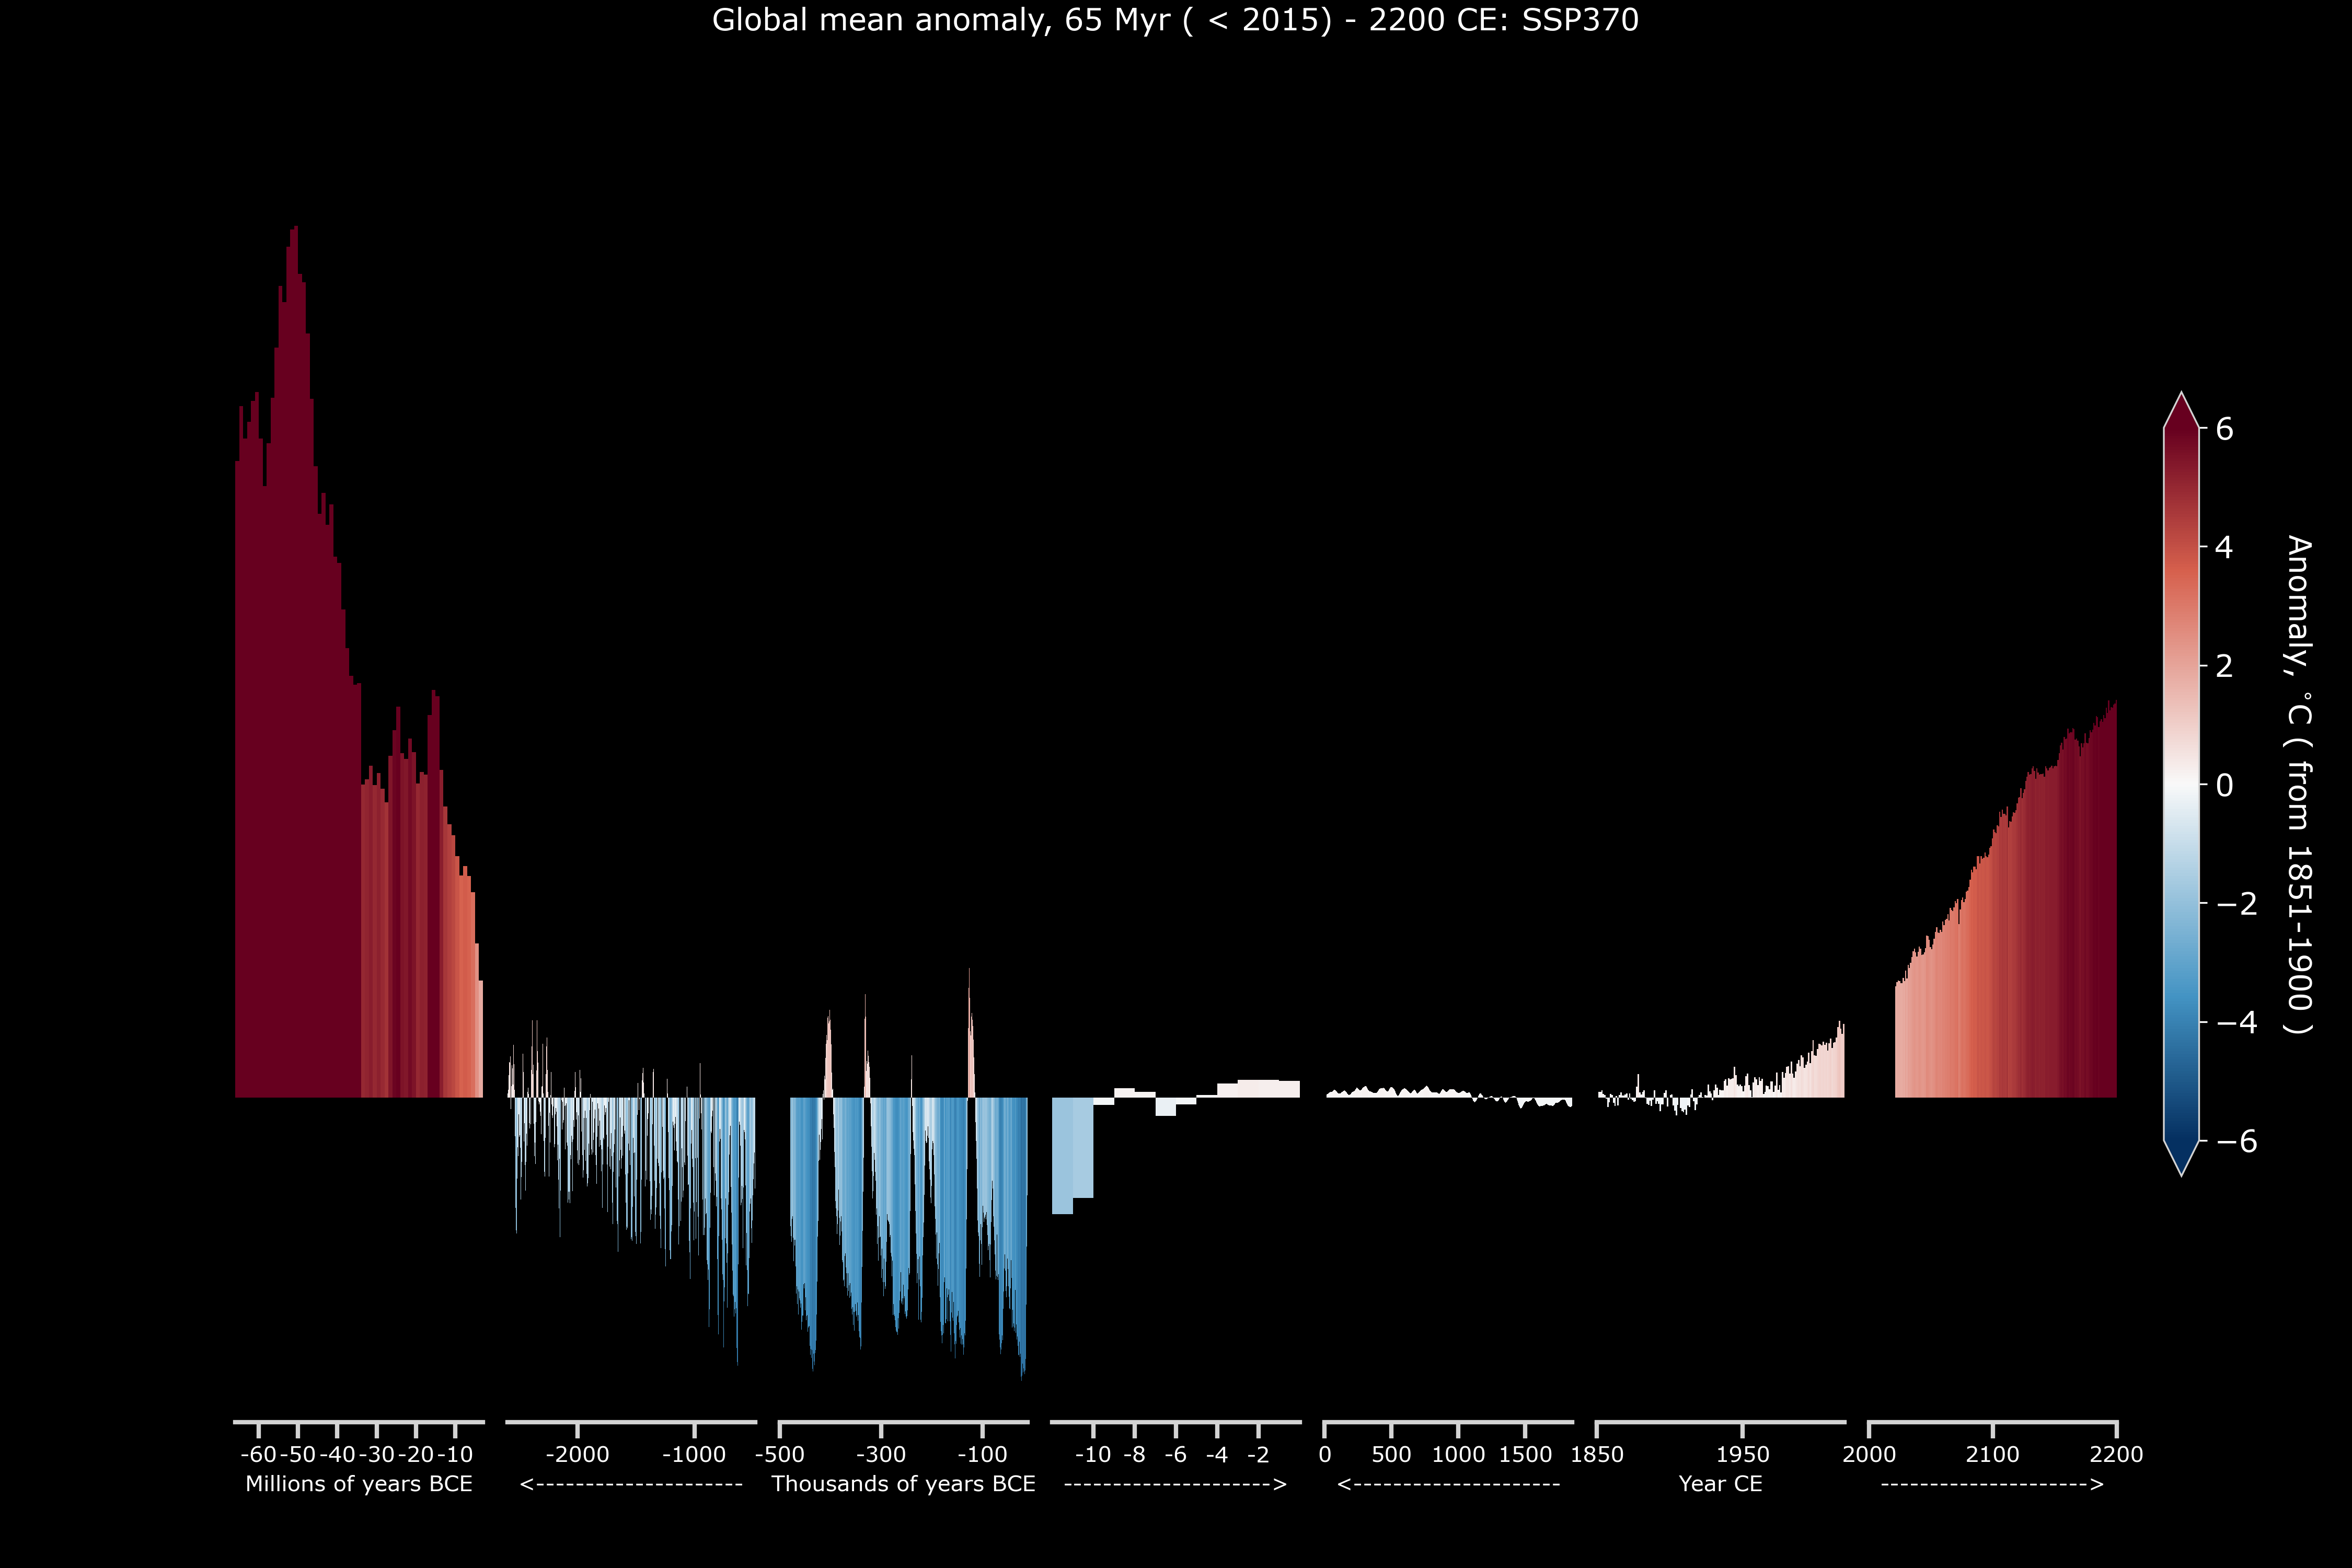 Global mean anomaly, 65 Myr ( < 2015) - 2200 CE: SSP370
6
4
2
0
−2
−4
−6
Anomaly, °C ( from 1851-1900 )
-60 -50 -40 -30 -20 -10
-2000 -1000
-500 -300 -100
-10 -8 -6 -4 -2
0 500 1000 1500
1850 1950
2000 2100 2200
Millions of years BCE
<----------------------- Thousands of years BCE ----------------------->
<----------------------- Year CE ----------------------->